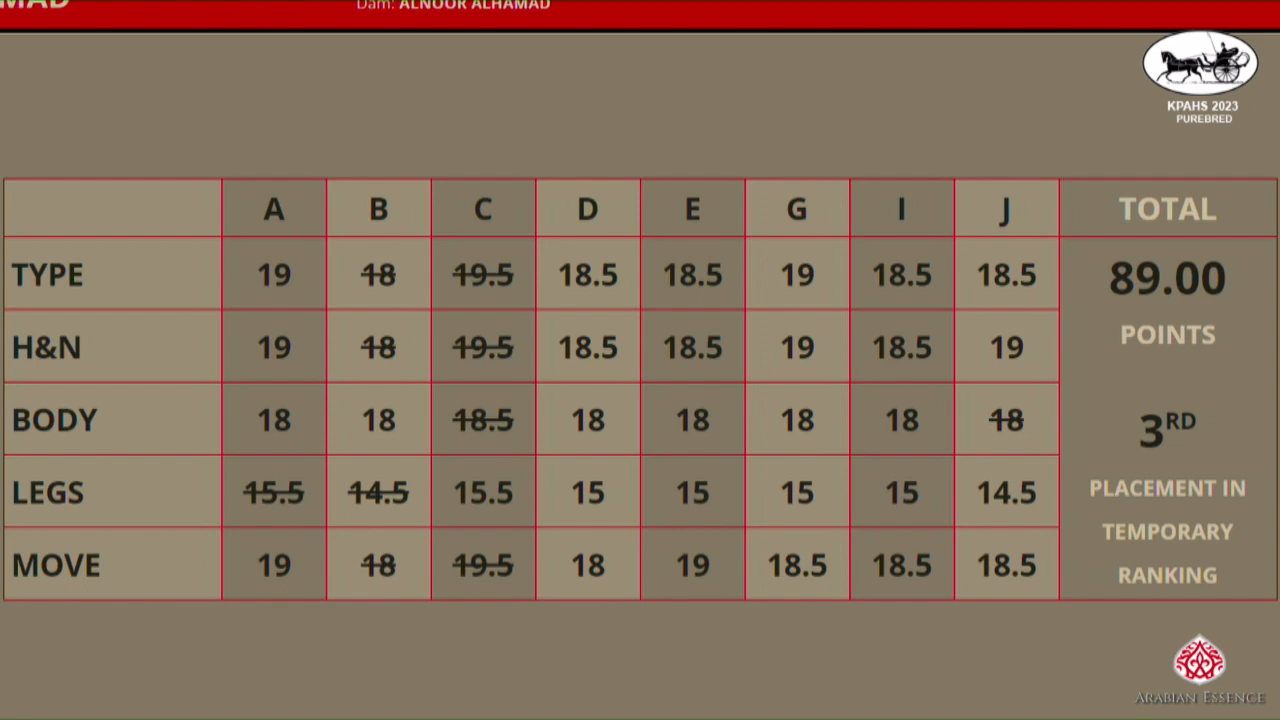 MAD
Dam: ALNOOR ALHAMAD
KPAHS 2023
PUREBRED
A B C D E G I J TOTAL
TYPE 19 18 19.5 18.5 18.5 19 18.5 18.5 89.00
POINTS
H&N 19 18 19.5 18.5 18.5 19 18.5 19
BODY 18 18 18.5 18 18 18 18 18 3RD
LEGS 15.5 14.5 15.5 15 15 15 15 14.5 PLACEMENT IN
TEMPORARY
MOVE 19 18 19.5 18 19 18.5 18.5 18.5 RANKING
ARABIAN ESSENCE